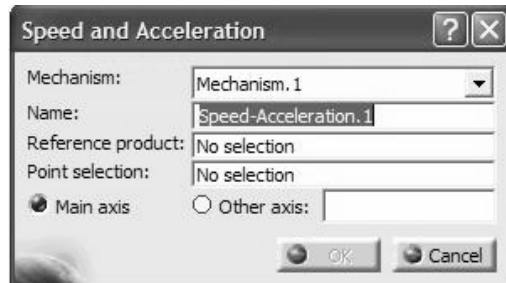 Speed and Acceleration
Mechanism: Mechanism.1
Name: Speed-Acceleration.1
Reference product: No selection
Point selection: No selection
Main axis Other axis:
OK Cancel